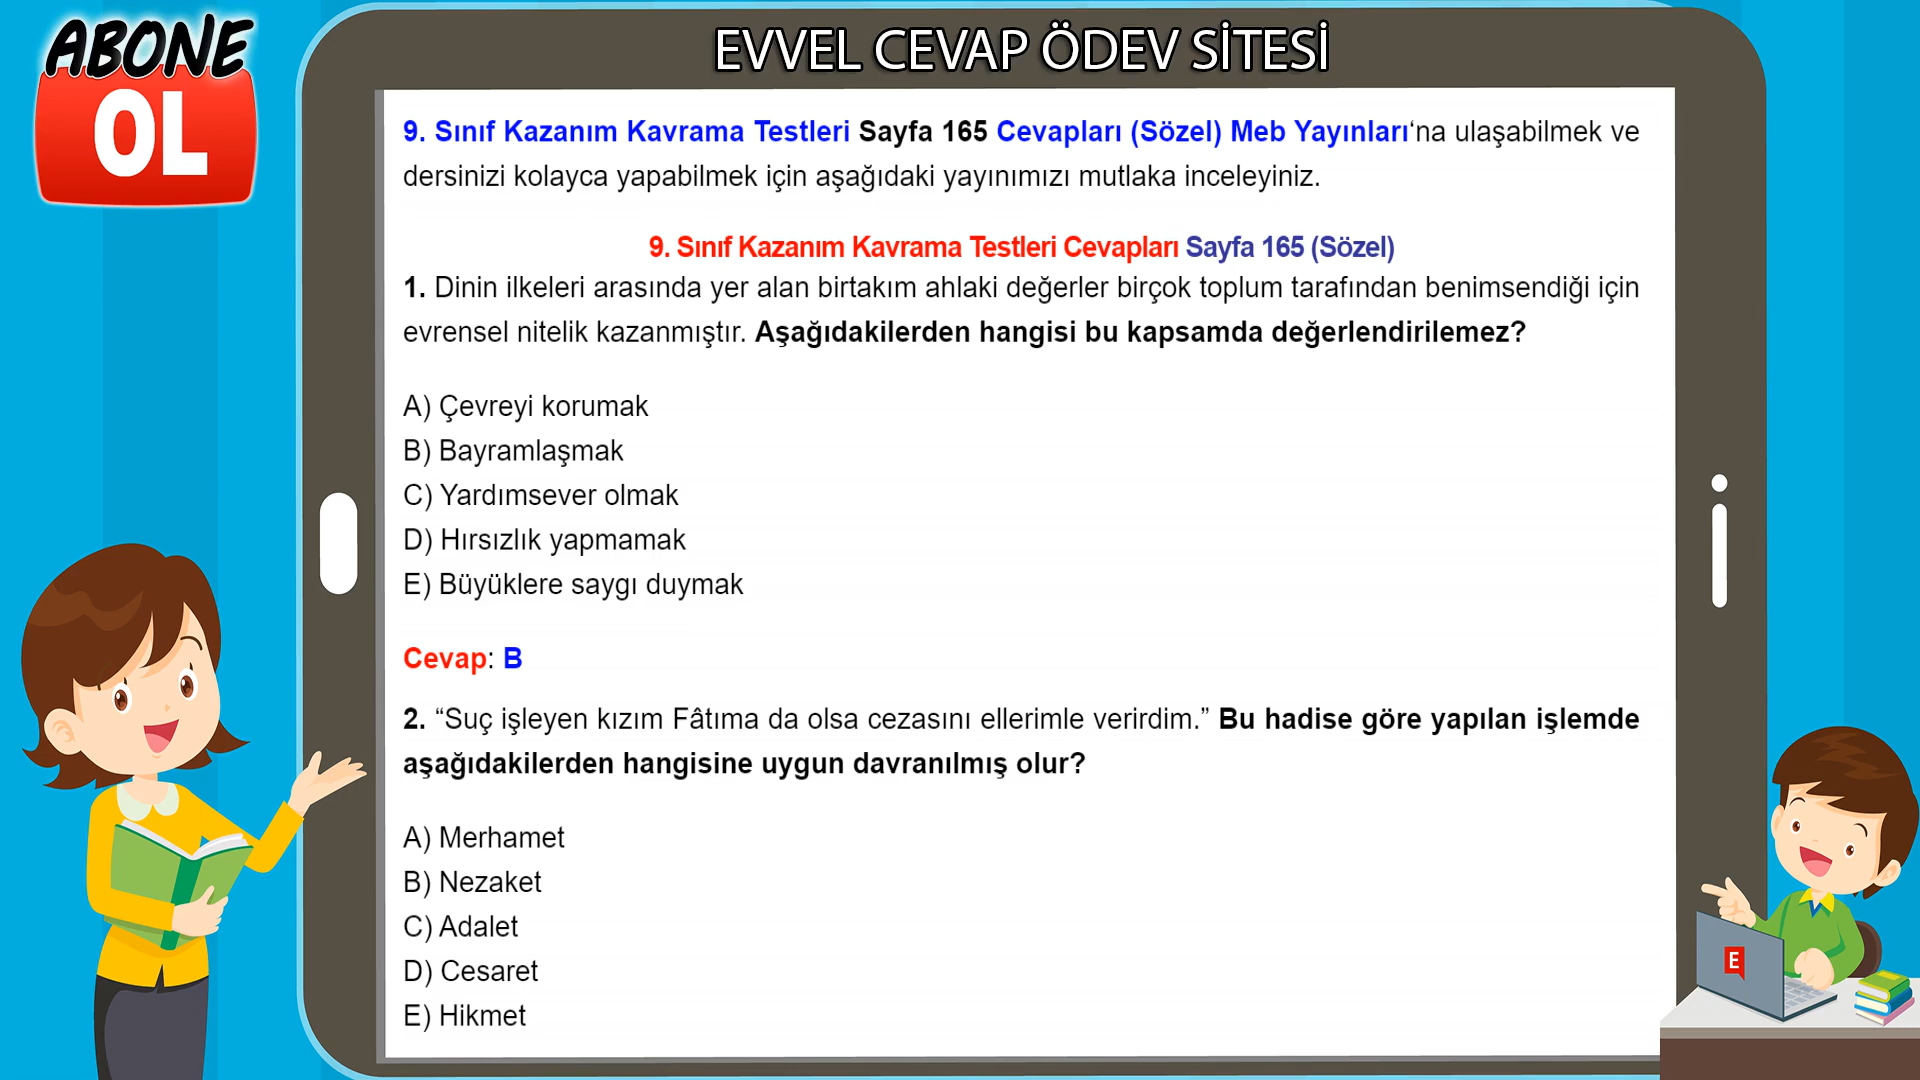 ABONE
OL
EVVEL CEVAP ÖDEV SİTESİ
9. Sınıf Kazanım Kavrama Testleri Sayfa 165 Cevapları (Sözel) Meb Yayınları‘na ulaşabilmek ve
dersinizi kolayca yapabilmek için aşağıdaki yayınımızı mutlaka inceleyiniz.
9. Sınıf Kazanım Kavrama Testleri Cevapları Sayfa 165 (Sözel)
1. Dinin ilkeleri arasında yer alan birtakım ahlaki değerler birçok toplum tarafından benimsendiği için
evrensel nitelik kazanmıştır. Aşağıdakilerden hangisi bu kapsamda değerlendirilemez?
A) Çevreyi korumak
B) Bayramlaşmak
C) Yardımsever olmak
D) Hırsızlık yapmamak
E) Büyüklere saygı duymak
Cevap: B
2. “Suç işleyen kızım Fâtıma da olsa cezasını ellerimle verirdim.” Bu hadise göre yapılan işlemde
aşağıdakilerden hangisine uygun davranılmış olur?
A) Merhamet
B) Nezaket
C) Adalet
D) Cesaret
E) Hikmet
E